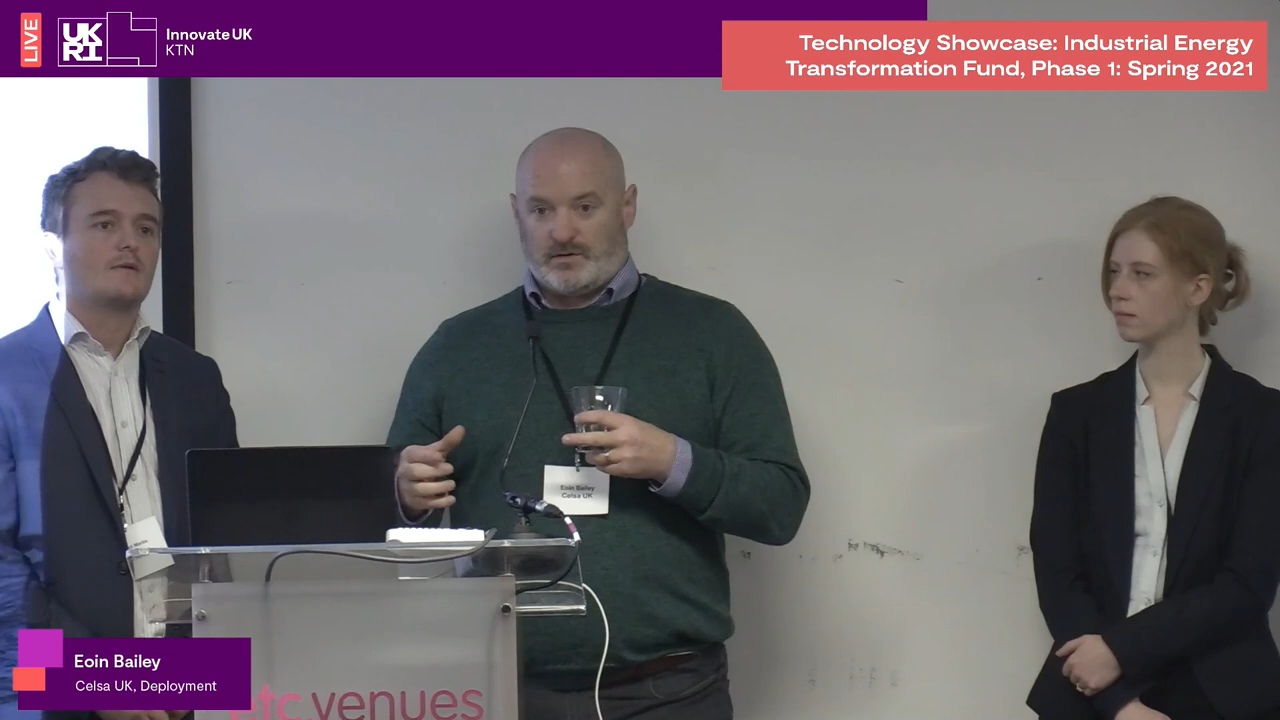 LIVE
UK
RI
Innovate UK
KTN
Technology Showcase: Industrial Energy
Transformation Fund, Phase 1: Spring 2021
Eoin Bailey
Celsa UK
Eoin Bailey
Celsa UK, Deployment
etc.venues